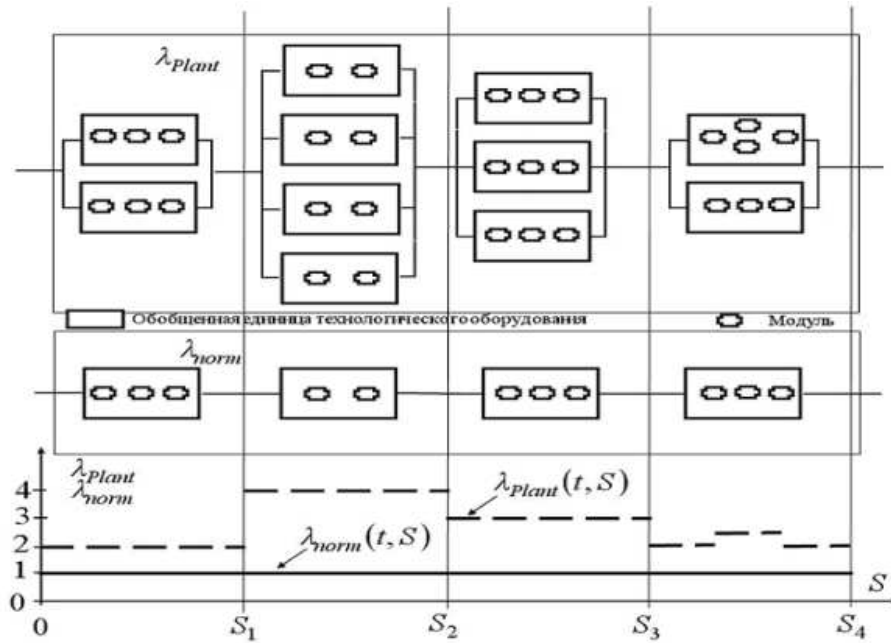 λPlant
Обобщенная единица технологического оборудования
Модуль
λnorm
λPlant
λnorm
4
3
2
1
0
λPlant(t, S)
λnorm(t, S)
S
0
S1
S2
S3
S4